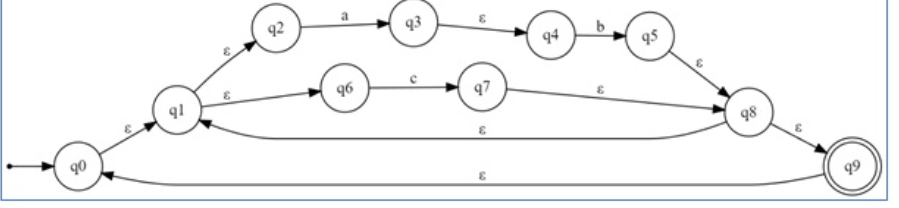 a
q2 q3 ε q4 b q5
ε ε
q6 c q7 ε
q1 ε q8
ε ε ε
q0 q9
ε